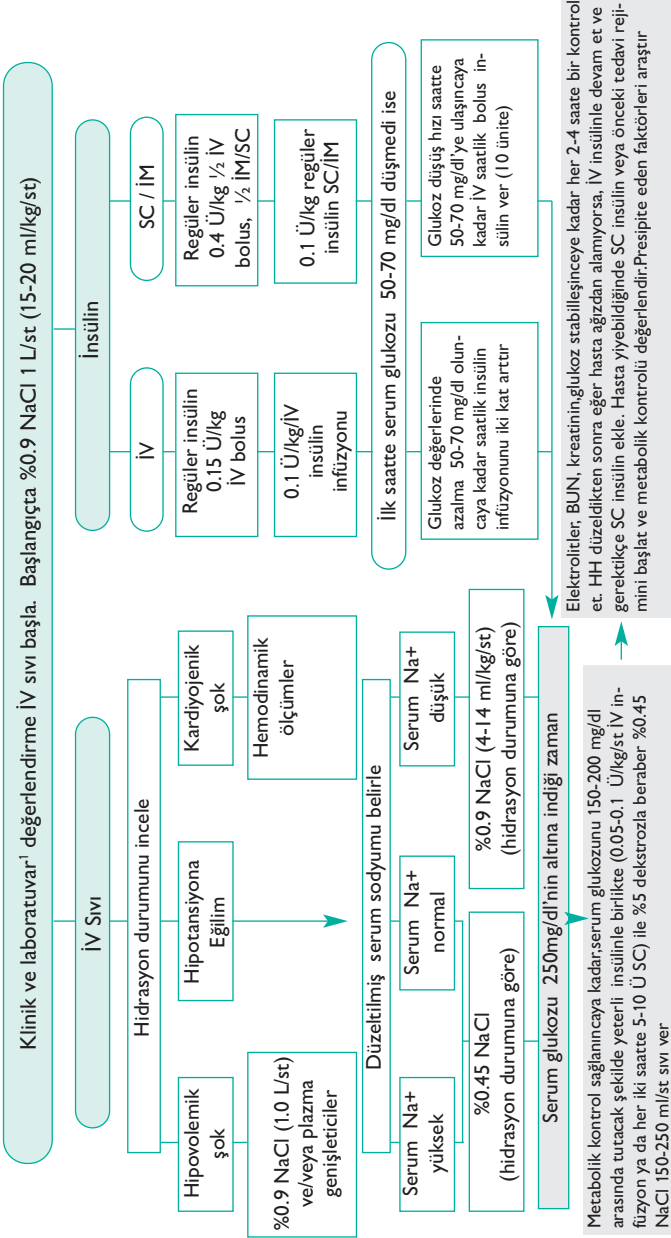 Klinik ve laboratuvar¹ değerlendirme İV sıvı başla. Başlangıçta %0.9 NaCl 1 L/st (15-20 ml/kg/st)
İV Sıvı
Hidrasyon durumunu incele
Hipovolemik
şok
Hipotansiyona
Eğilim
Kardiyojenik
şok
%0.9 NaCl (1.0 L/st)
ve/veya plazma
genişleticiler
Hemodinamik
ölçümler
Düzeltilmiş serum sodyumu belirle
Serum Na+
yüksek
Serum Na+
normal
Serum Na+
düşük
%0.45 NaCl
(hidrasyon durumuna göre)
%0.9 NaCl (4-14 ml/kg/st)
(hidrasyon durumuna göre)
İnsülin
İV
SC / İM
Regüler insülin
0.15 Ü/kg
İV bolus
Regüler insülin
0.4 Ü/kg ½ İV
bolus, ½ İM/SC
0.1 Ü/kg/İV
insülin
infüzyonu
0.1 Ü/kg regüler
insülin SC/İM
İlk saatte serum glukozu 50-70 mg/dl düşmedi ise
Glukoz değerlerinde
azalma 50-70 mg/dl olun-
caya kadar saatlik insülin
infüzyonunu iki kat arttır
Glukoz düşüş hızı saatte
50-70 mg/dl'ye ulaşıncaya
kadar İV saatlik bolus in-
sülin ver (10 ünite)
Serum glukozu 250mg/dl'nin altına indiği zaman
Metabolik kontrol sağlanıncaya kadar,serum glukozunu 150-200 mg/dl
arasında tutacak şekilde yeterli insülinle birlikte (0.05-0.1 Ü/kg/st İV in-
füzyon ya da her iki saatte 5-10 Ü SC) ile %5 dekstrozla beraber %0.45
NaCl 150-250 ml/st sıvı ver
Elektrolitler, BUN, kreatinin,glukoz stabilleşinceye kadar her 2-4 saate bir kontrol
et. HH düzeldikten sonra eğer hasta ağızdan alamıyorsa, İV insülinle devam et ve
gerektikçe SC insülin ekle. Hasta yiyebildiğinde SC insülin veya önceki tedavi reji-
mini başlat ve metabolik kontrolü değerlendir.Presipite eden faktörleri araştır